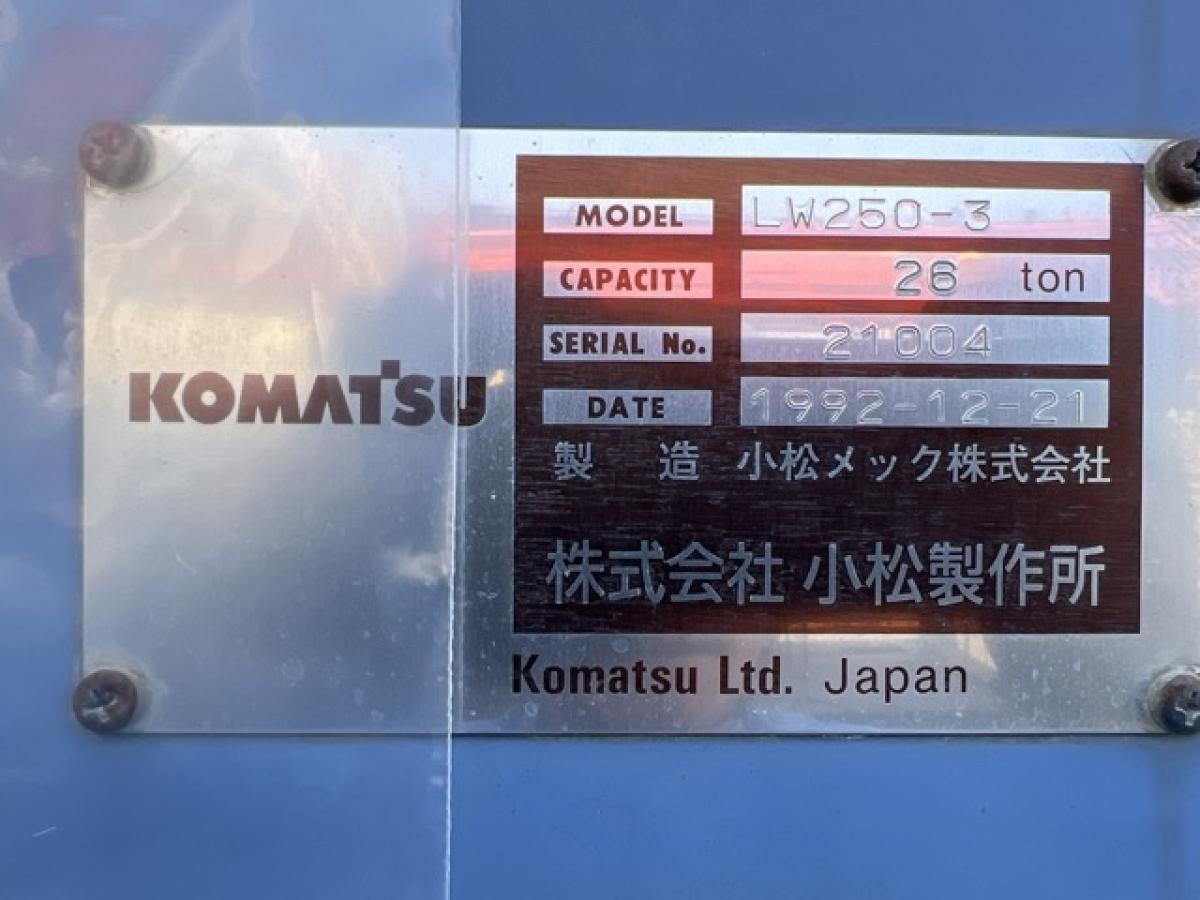 KOMATSU
MODEL LW250-3
CAPACITY 26 ton
SERIAL No. 21004
DATE 1992-12-21
製 造 小松メック株式会社
株式会社 小松製作所
Komatsu Ltd. Japan